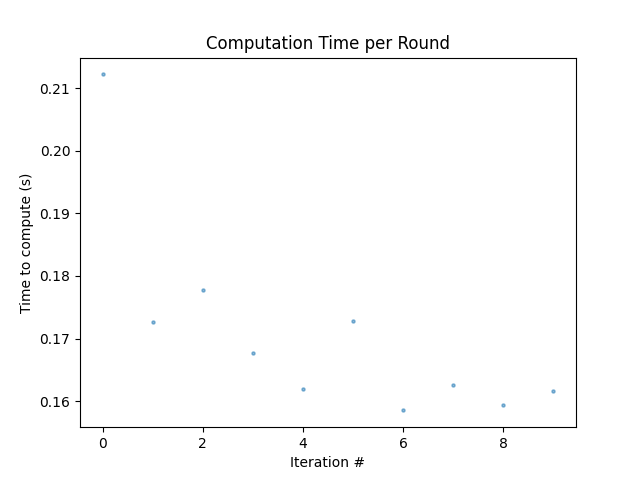 Computation Time per Round
0.21
0.20
0.19
0.18
0.17
0.16
Time to compute (s)
0 2 4 6 8
Iteration #